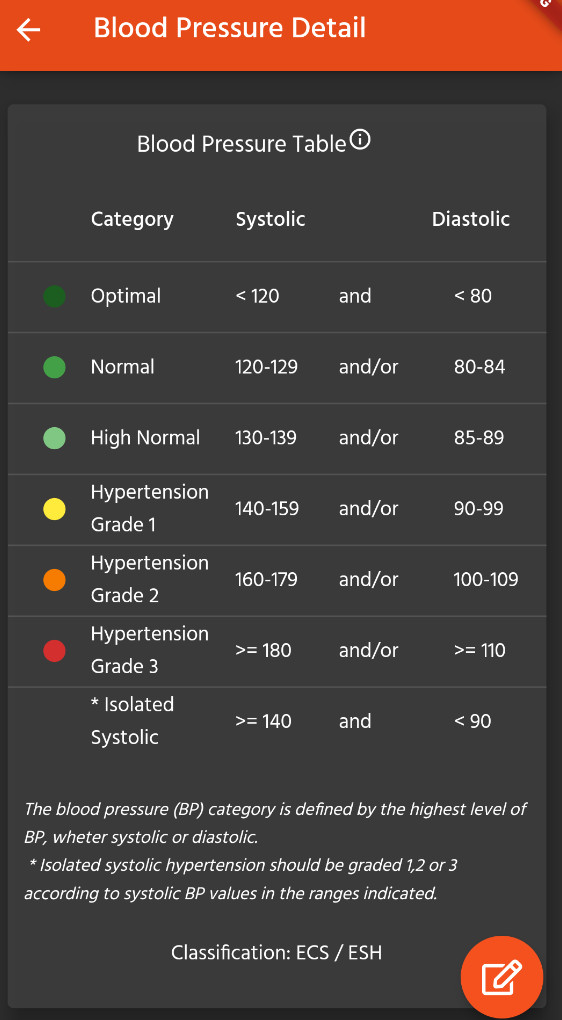 Blood Pressure Detail
Blood Pressure Table
Category Systolic Diastolic
Optimal < 120 and < 80
Normal 120-129 and/or 80-84
High Normal 130-139 and/or 85-89
Hypertension
Grade 1 140-159 and/or 90-99
Hypertension
Grade 2 160-179 and/or 100-109
Hypertension
Grade 3 >= 180 and/or >= 110
* Isolated
Systolic >= 140 and < 90
The blood pressure (BP) category is defined by the highest level of
BP, wheter systolic or diastolic.
* Isolated systolic hypertension should be graded 1,2 or 3
according to systolic BP values in the ranges indicated.
Classification: ECS / ESH